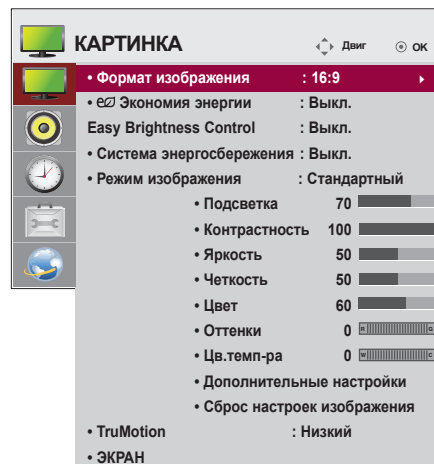 КАРТИНКА Двиг ОК
• Формат изображения : 16:9
• Экономия энергии : Выкл.
Easy Brightness Control : Выкл.
• Система энергосбережения : Выкл.
• Режим изображения : Стандартный
• Подсветка 70
• Контрастность 100
• Яркость 50
• Четкость 50
• Цвет 60
• Оттенки 0 R G
• Цв.темп-ра 0 W C
• Дополнительные настройки
• Сброс настроек изображения
• TruMotion : Низкий
• ЭКРАН